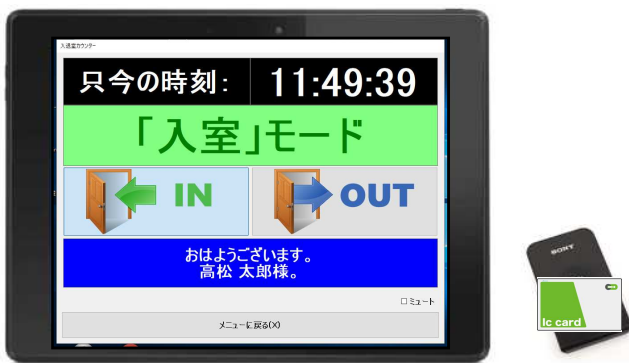 入退室カウンター
只今の時刻: 11:49:39
「入室」モード
IN
OUT
おはようございます。
高松 太郎様。
ミュート
メニューに戻る(X)
SONY
Ic card